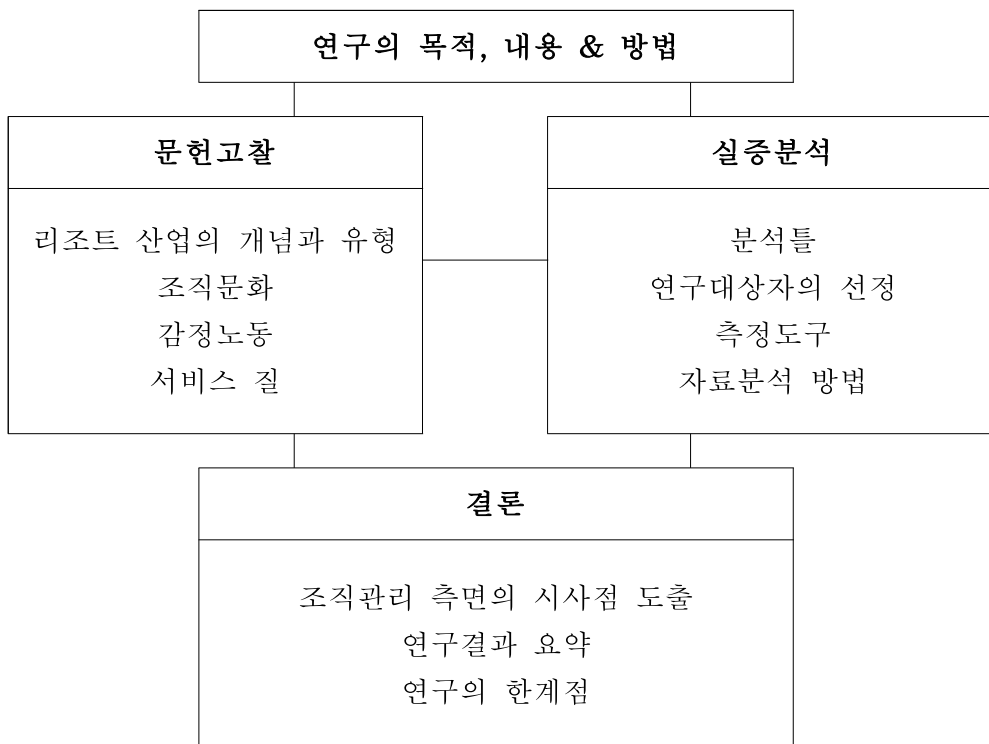 연구의 목적, 내용 & 방법
문헌고찰
리조트 산업의 개념과 유형
조직문화
감정노동
서비스 질
실증분석
분석틀
연구대상자의 선정
측정도구
자료분석 방법
결론
조직관리 측면의 시사점 도출
연구결과 요약
연구의 한계점